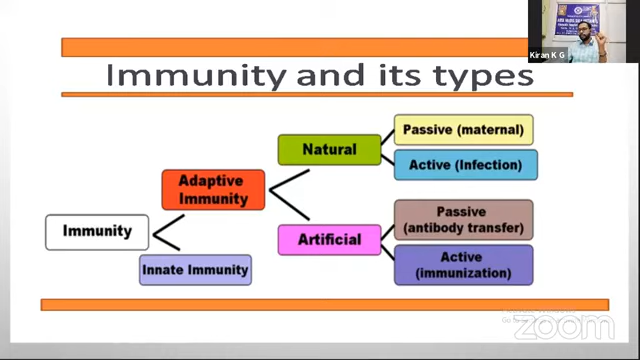 Kiran K G
Immunity and its types
Passive (maternal)
Natural
Active (Infection)
Adaptive
Immunity
Immunity
Passive
(antibody transfer)
Artificial
Innate Immunity
Active
(immunization)
zoom